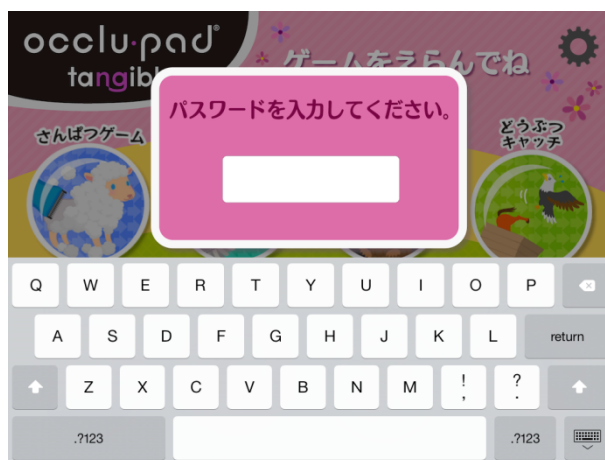 occlu·pad
tangibl
ゲームをえらんでね
パスワードを入力してください。
さんぱつゲーム
どうぶつ
キャッチ
Q W E R T Y U I O P
A S D F G H J K L return
Z X C V B N M ! , ? .
.?123 .?123